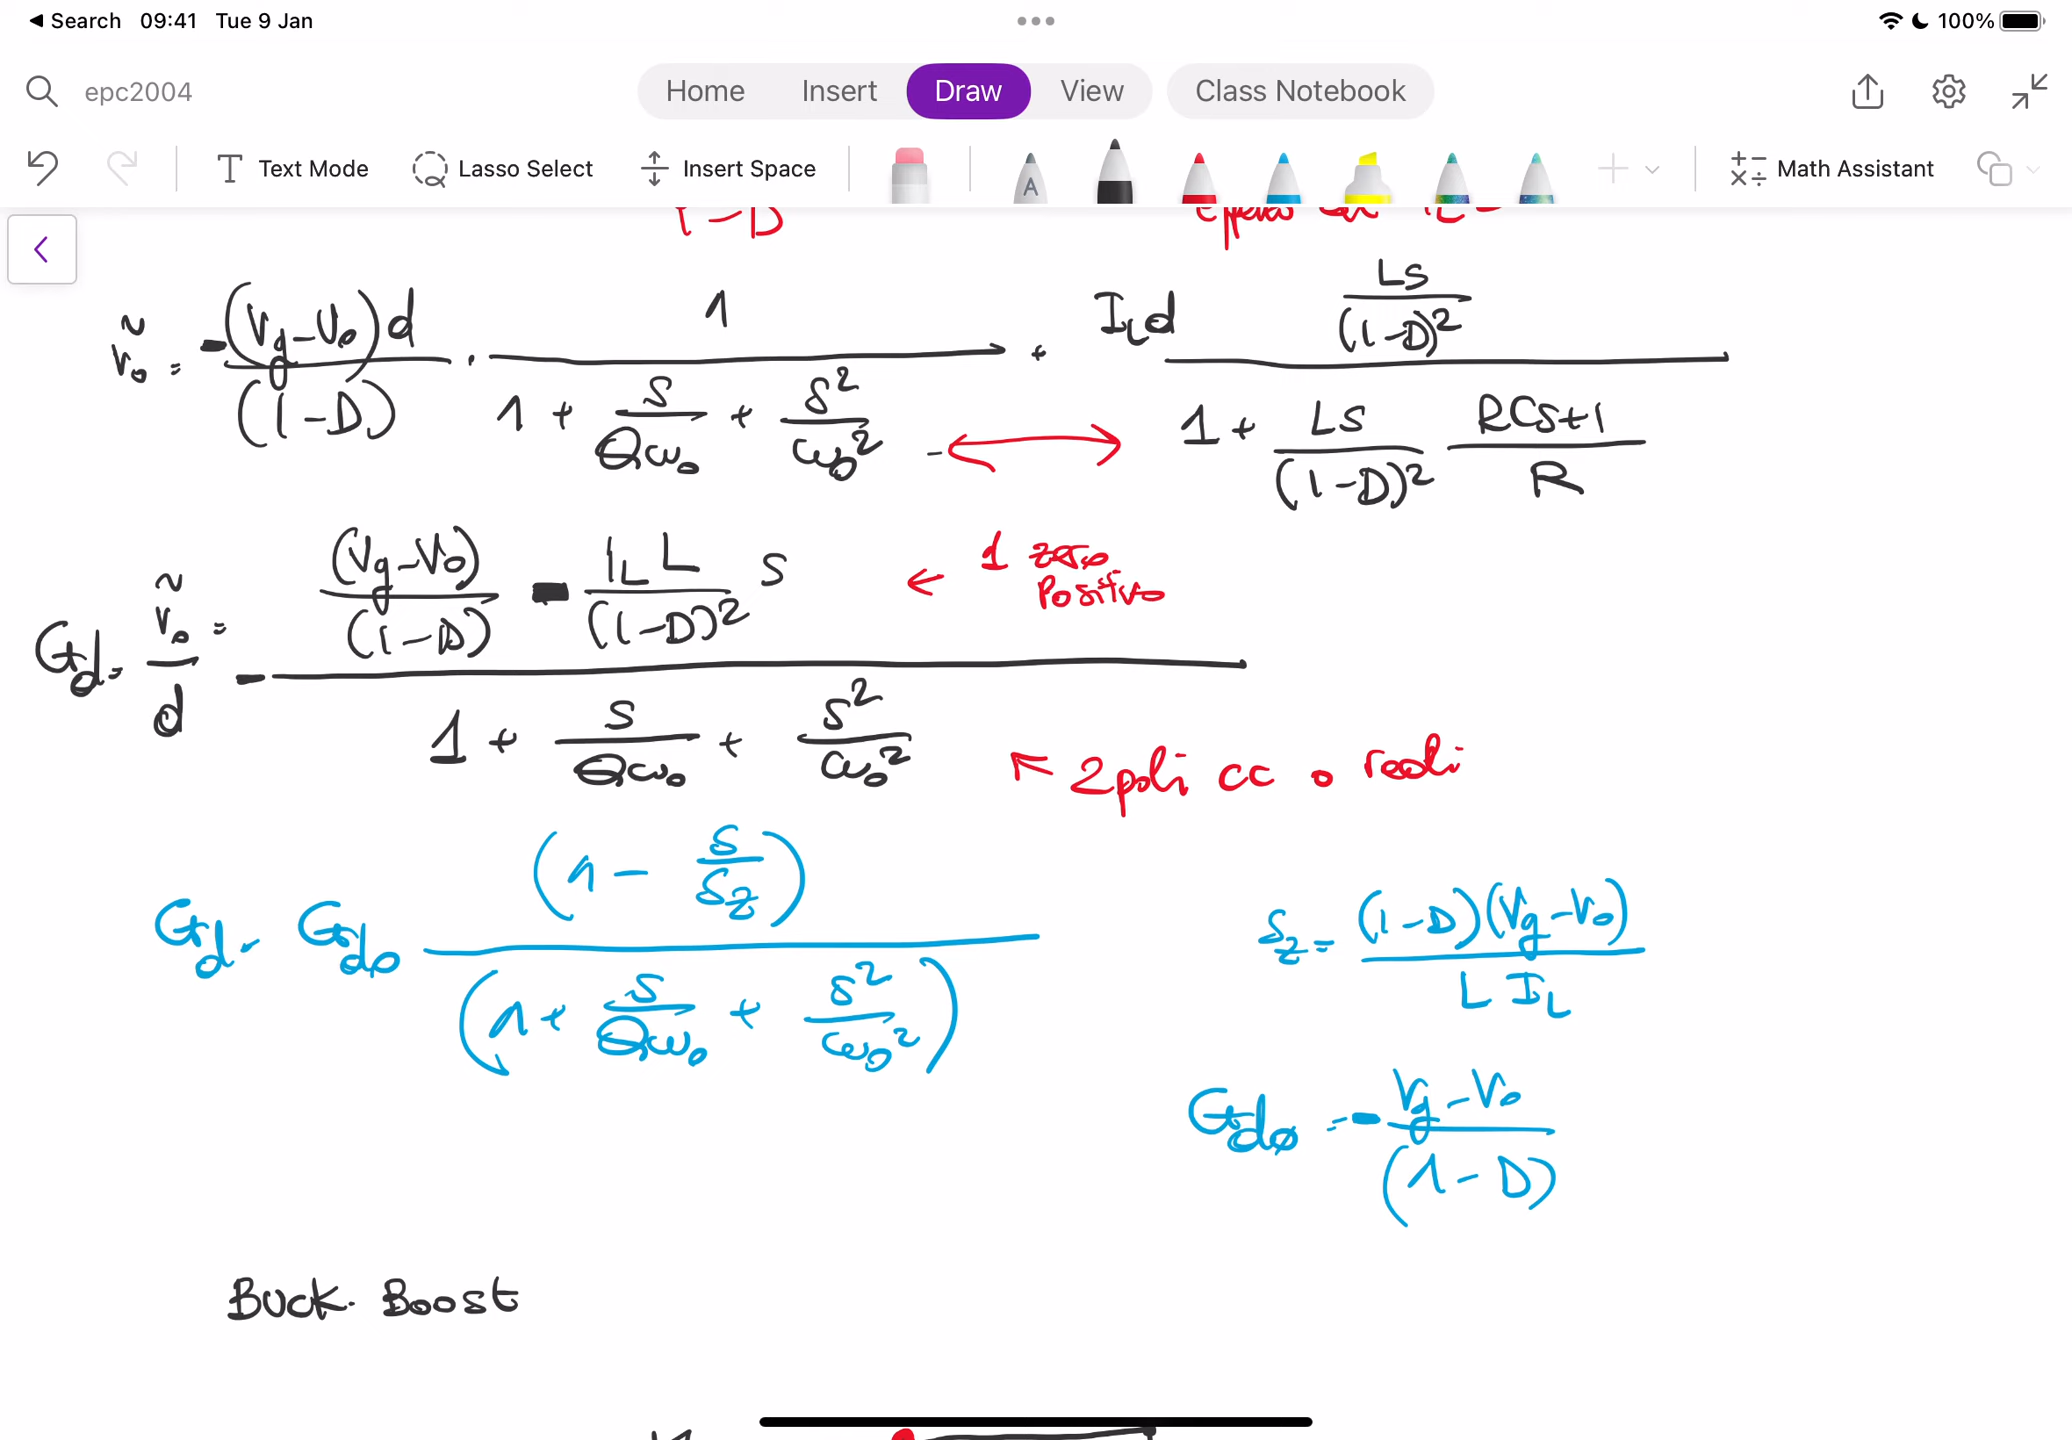 Search 09:41 Tue 9 Jan 100%
epc2004 Home Insert Draw View Class Notebook
Text Mode Lasso Select Insert Space A Math Assistant
1-D
ṽo = -(Vg-Vo)d/(1-D) · 1/(1 + s/(Qωo) + s²/ωo²) + ILd (Ls/(1-D)²)/(1 + Ls/(1-D)² (RCs+1)/R)
Gd = ṽo/d = - ((Vg-Vo)/(1-D) - ILL/(1-D)² s)/(1 + s/(Qωo) + s²/ωo²)
← 1 zero
Positivo
↖ 2 poli cc o reali
Gd = Gdo (1 - s/sz)/(1 + s/(Qωo) + s²/ωo²)
sz = (1-D)(Vg-Vo)/(L IL)
Gdø = - (Vg-Vo)/(1-D)
Buck-Boost